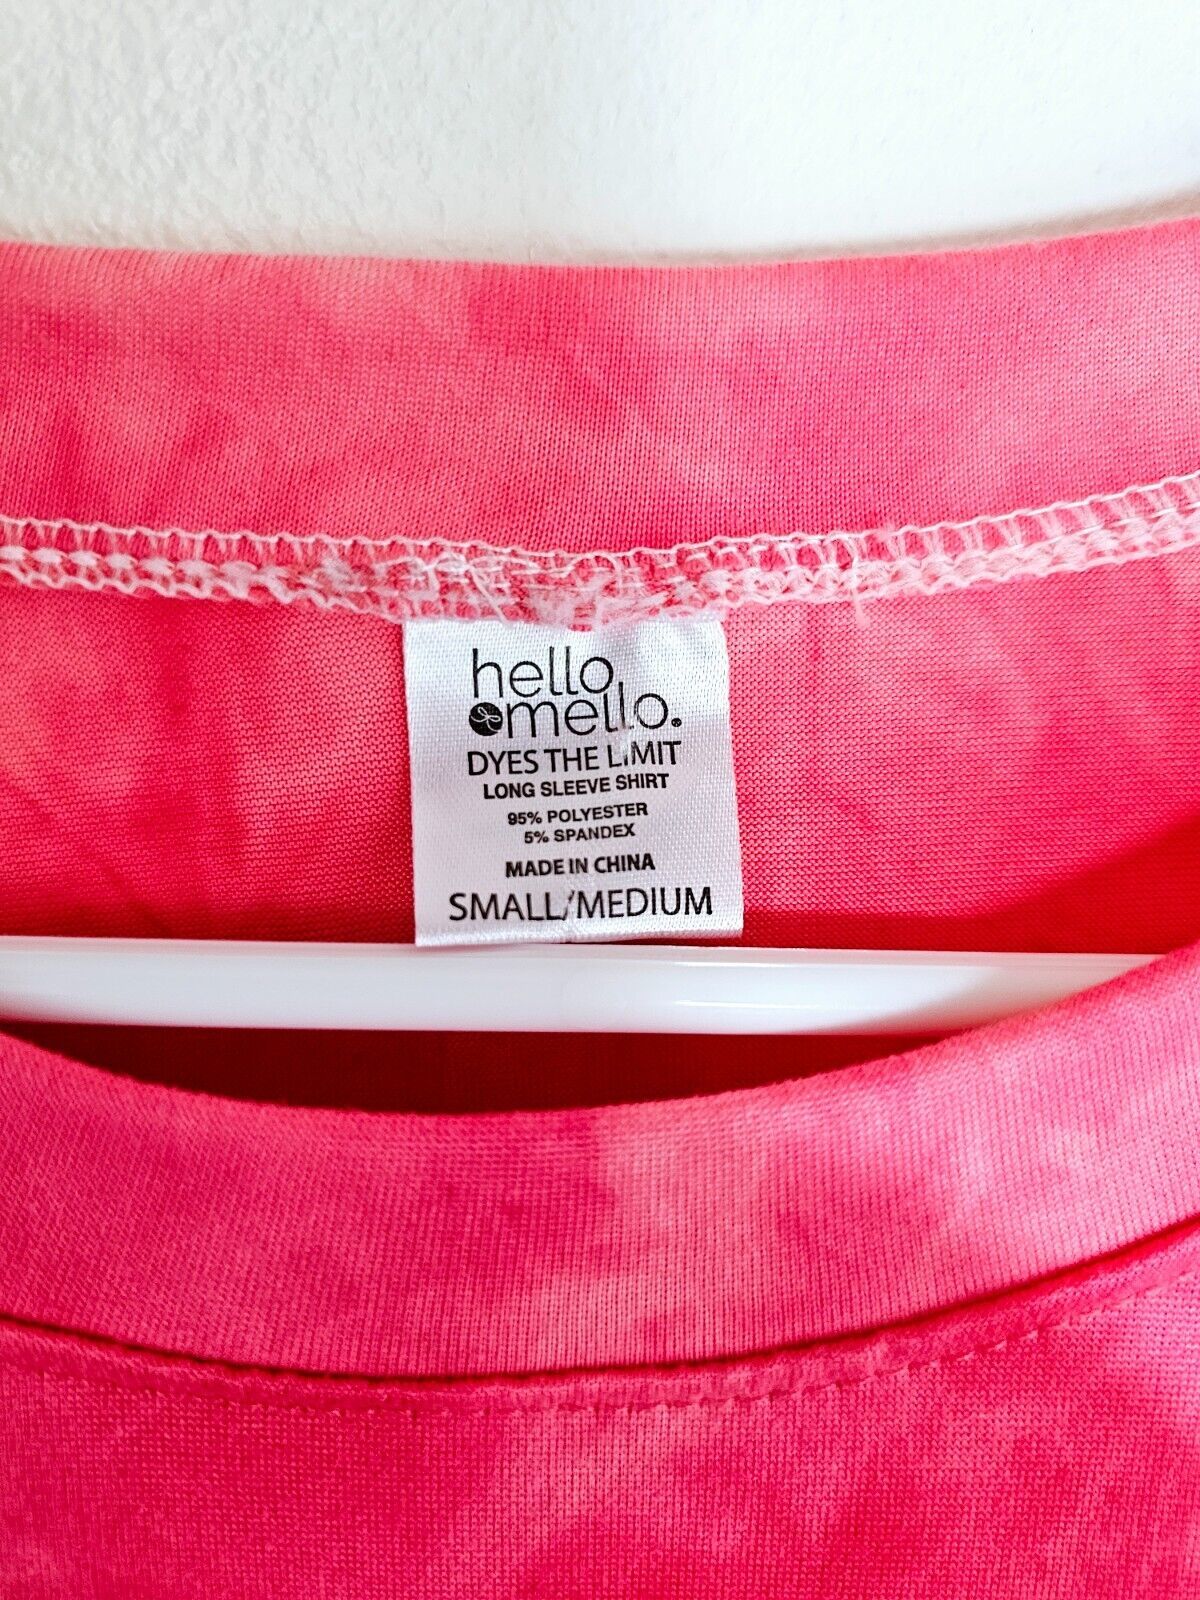 hello
mello.®
DYES THE LIMIT
LONG SLEEVE SHIRT
95% POLYESTER
5% SPANDEX
MADE IN CHINA
SMALL/MEDIUM